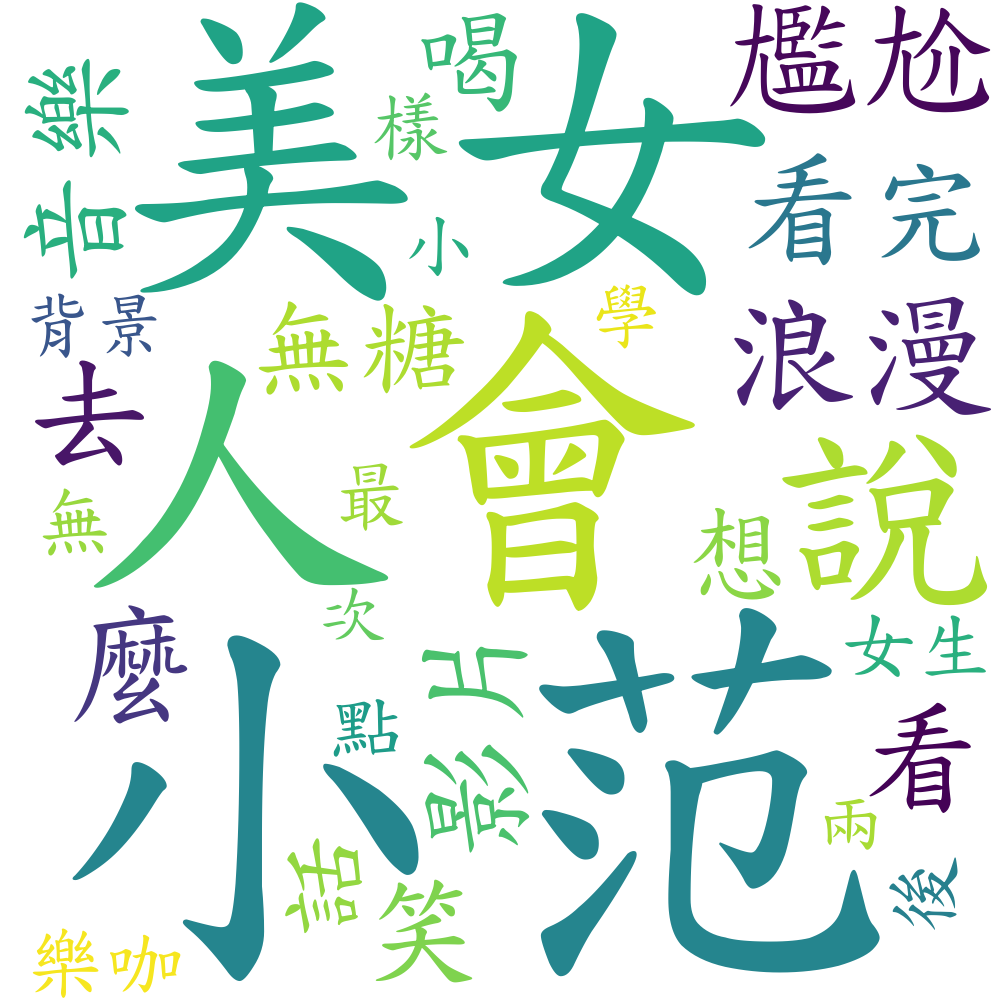 美女
喝
尷尬
樣
音樂
看完
小
背景
無糖
學
浪漫
去
人
會
說
最
無
想
次
麼
小范
女生
影片
點
看
兩
話
笑
後
樂咖